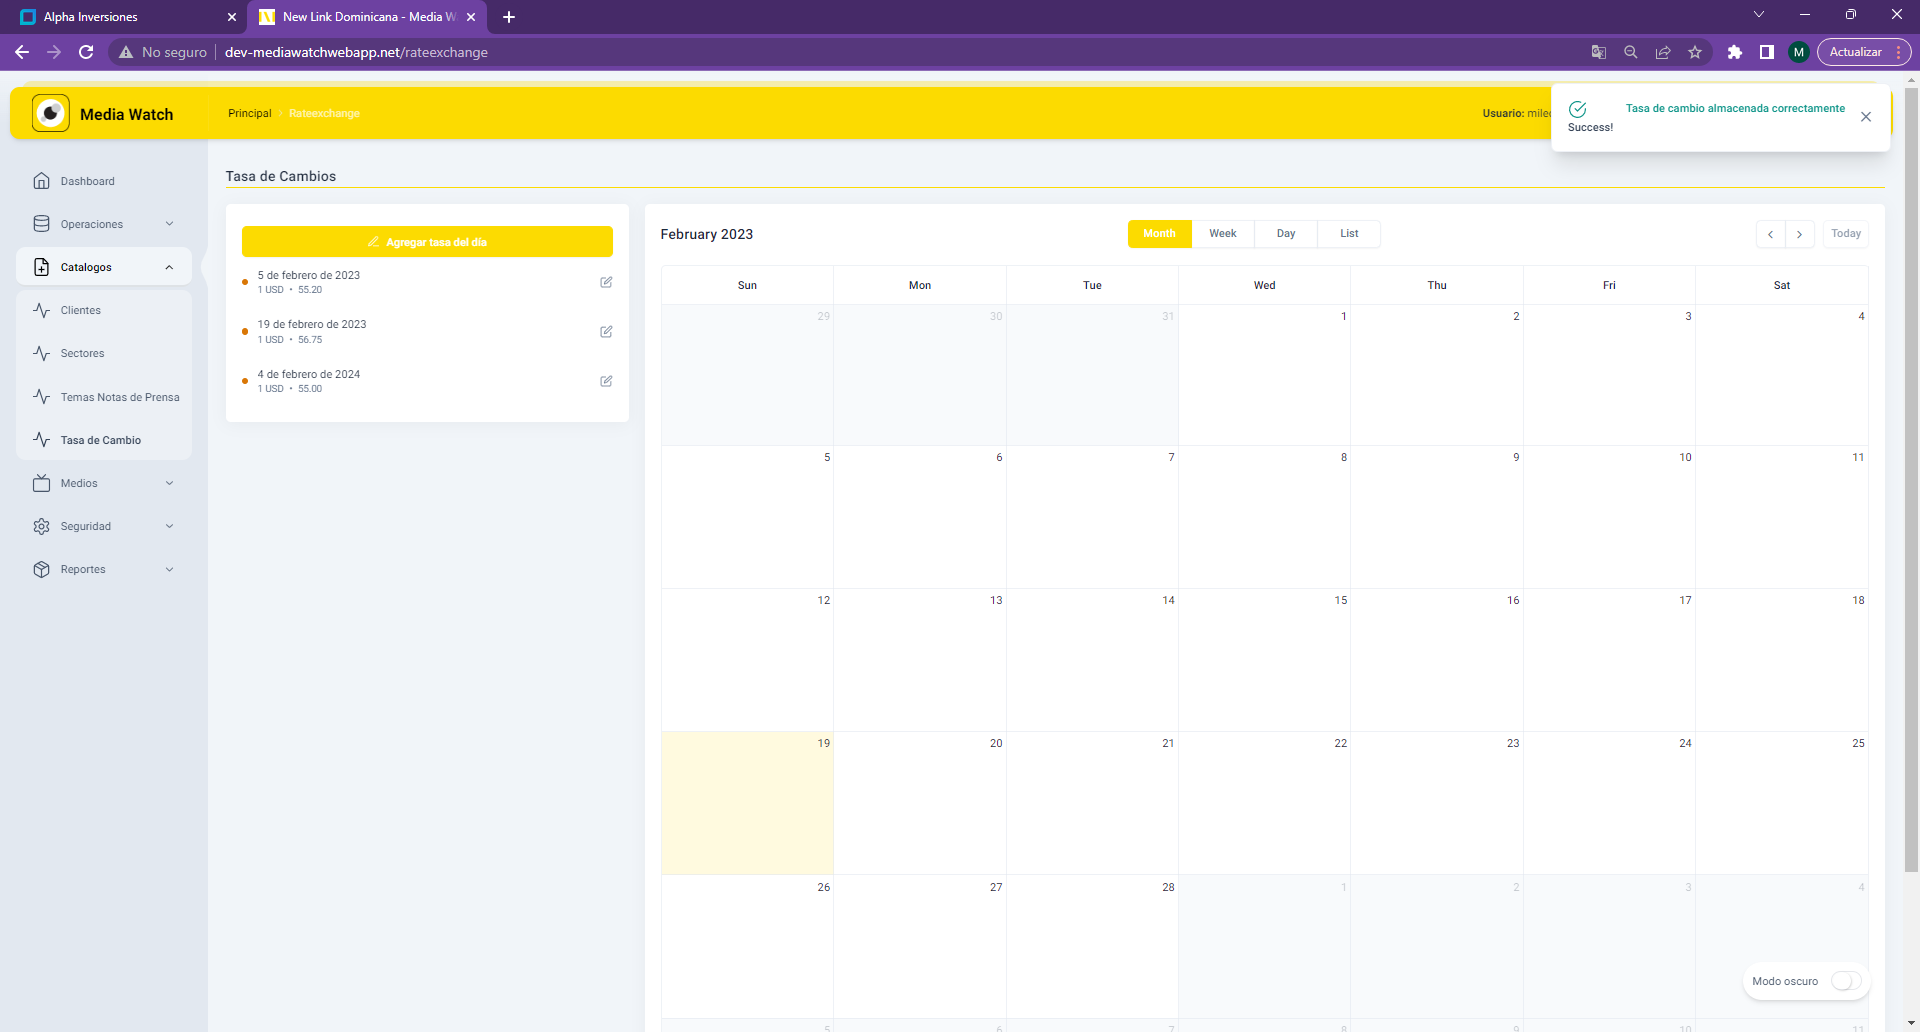 Alpha Inversiones
New Link Dominicana - Media W
No seguro
dev-mediawatchwebapp.net/rateexchange
M
Actualizar
Media Watch
Principal
Rateexchange
Usuario:
Tasa de cambio almacenada correctamente
Success!
Dashboard
Operaciones
Catalogos
Clientes
Sectores
Temas Notas de Prensa
Tasa de Cambio
Medios
Seguridad
Reportes
Tasa de Cambios
Agregar tasa del día
5 de febrero de 2023
1 USD • 55.20
19 de febrero de 2023
1 USD • 56.75
4 de febrero de 2024
1 USD • 55.00
February 2023
Month Week Day List
Today
Sun Mon Tue Wed Thu Fri Sat
29 30 31 1 2 3 4
5 6 7 8 9 10 11
12 13 14 15 16 17 18
19 20 21 22 23 24 25
26 27 28 1 2 3 4
5 6 7 8 9 10 11
Modo oscuro